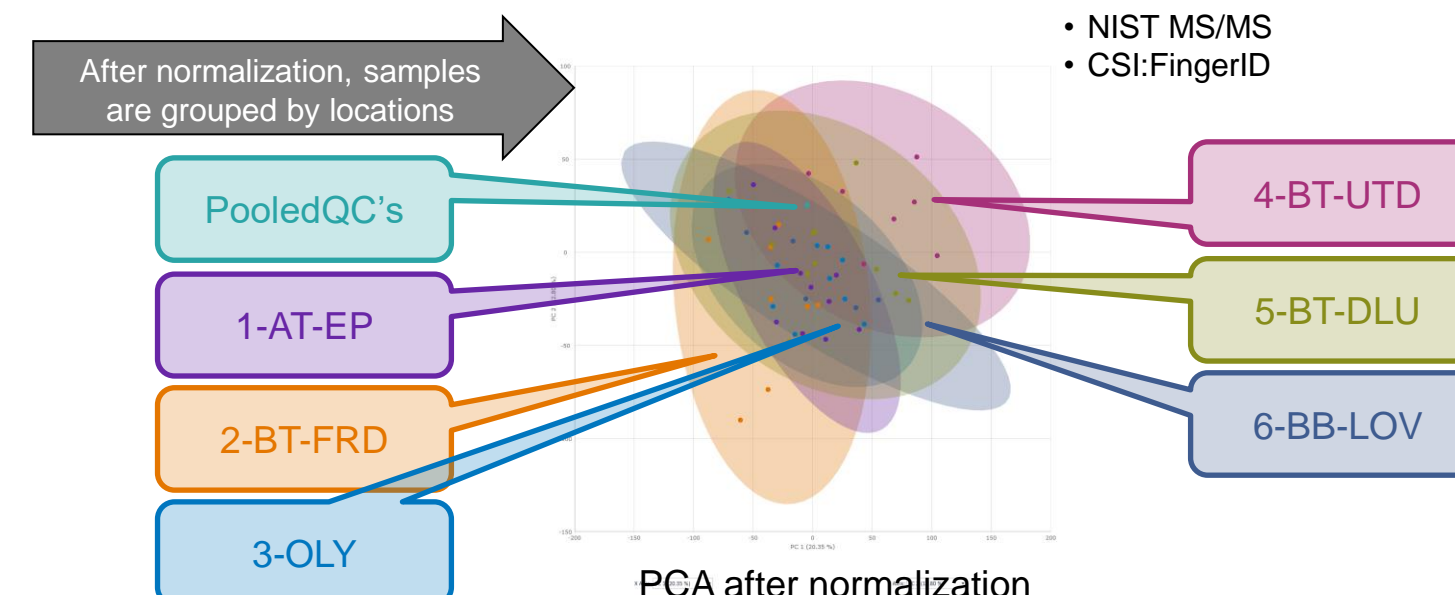 • NIST MS/MS
• CSI:FingerID
After normalization, samples
are grouped by locations
PooledQC's
1-AT-EP
2-BT-FRD
3-OLY
4-BT-UTD
5-BT-DLU
6-BB-LOV
100
50
0
-50
-150
-200
-150
-100
-50
0
50
100
150
200
PC 1 (20.35 %)
PCA after normalization